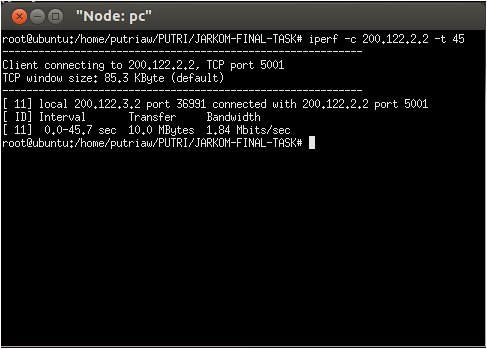 "Node: pc"
root@ubuntu:/home/putriaw/PUTRI/JARKOM-FINAL-TASK# iperf -c 200.122.2.2 -t 45
------------------------------------------------------------
Client connecting to 200.122.2.2, TCP port 5001
TCP window size: 85.3 KByte (default)
------------------------------------------------------------
[ 11] local 200.122.3.2 port 36991 connected with 200.122.2.2 port 5001
[ ID] Interval       Transfer     Bandwidth
[ 11]  0.0-45.7 sec  10.0 MBytes  1.84 Mbits/sec
root@ubuntu:/home/putriaw/PUTRI/JARKOM-FINAL-TASK#